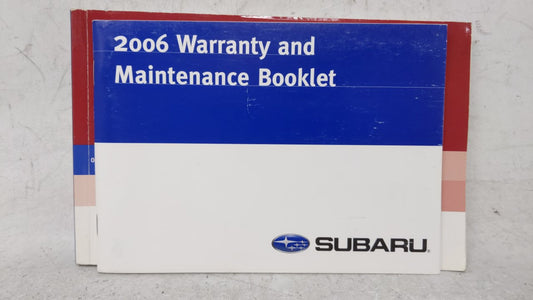 2006 Warranty and
Maintenance Booklet
SUBARU